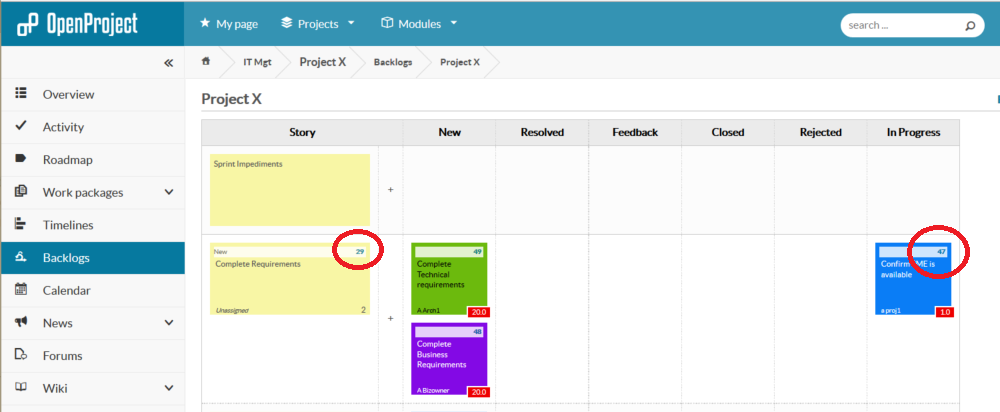 OpenProject
My page
Projects
Modules
search ...
«
IT Mgt
Project X
Backlogs
Project X
Overview
Activity
Roadmap
Work packages
Timelines
Backlogs
Calendar
News
Forums
Wiki
Project X
Story New Resolved Feedback Closed Rejected In Progress
Sprint Impediments
+
New 29
Complete Requirements
Unassigned 2
+
49
Complete
Technical
requirements
A Arch1 20.0
48
Complete
Business
Requirements
A Bizowner 20.0
47
is
available
a proj1 1.0